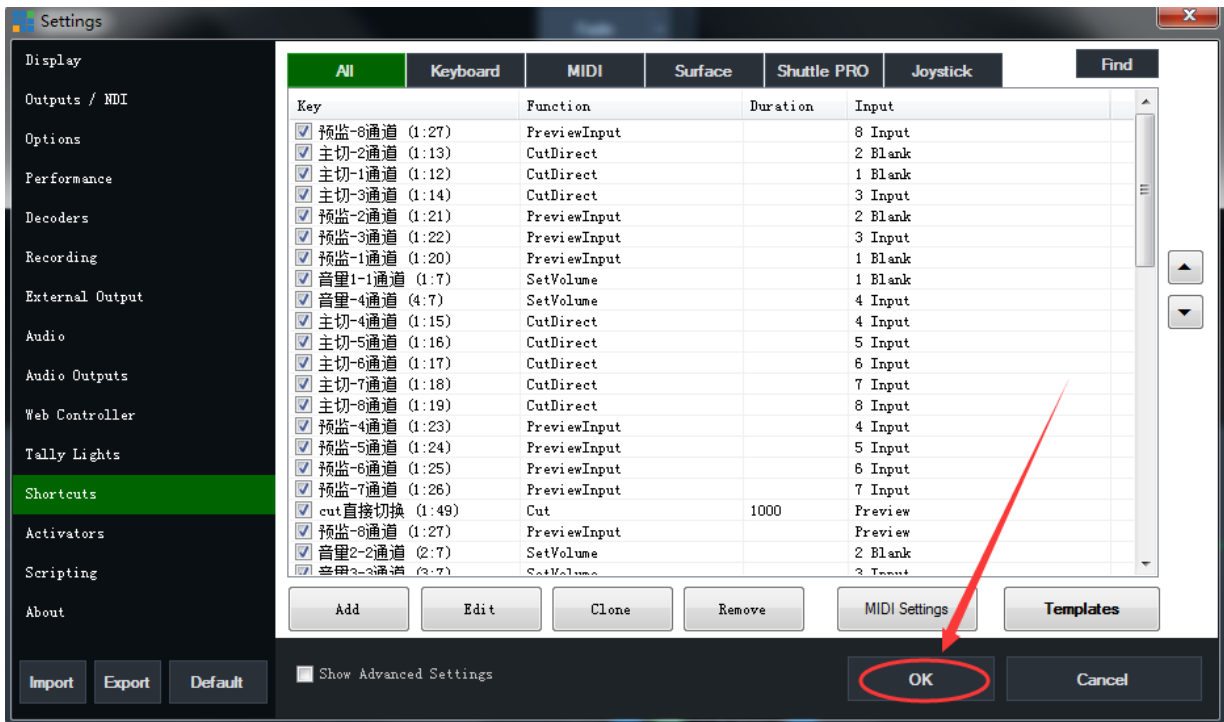 Settings
X
Display
Outputs / NDI
Options
Performance
Decoders
Recording
External Output
Audio
Audio Outputs
Web Controller
Tally Lights
Shortcuts
Activators
Scripting
About
Import Export Default
All Keyboard MIDI Surface Shuttle PRO Joystick Find
Key Function Duration Input
预监-8通道 (1:27) PreviewInput 8 Input
主切-2通道 (1:13) CutDirect 2 Blank
主切-1通道 (1:12) CutDirect 1 Blank
主切-3通道 (1:14) CutDirect 3 Input
预监-2通道 (1:21) PreviewInput 2 Blank
预监-3通道 (1:22) PreviewInput 3 Input
预监-1通道 (1:20) PreviewInput 1 Blank
音量1-1通道 (1:7) SetVolume 1 Blank
音量-4通道 (4:7) SetVolume 4 Input
主切-4通道 (1:15) CutDirect 4 Input
主切-5通道 (1:16) CutDirect 5 Input
主切-6通道 (1:17) CutDirect 6 Input
主切-7通道 (1:18) CutDirect 7 Input
主切-8通道 (1:19) CutDirect 8 Input
预监-4通道 (1:23) PreviewInput 4 Input
预监-5通道 (1:24) PreviewInput 5 Input
预监-6通道 (1:25) PreviewInput 6 Input
预监-7通道 (1:26) PreviewInput 7 Input
cut直接切换 (1:49) Cut 1000 Preview
预监-8通道 (1:27) PreviewInput Preview
音量2-2通道 (2:7) SetVolume 2 Blank
音量3-3通道 (3:7) SetVolume 3 Input
Add Edit Clone Remove MIDI Settings Templates
Show Advanced Settings
OK Cancel